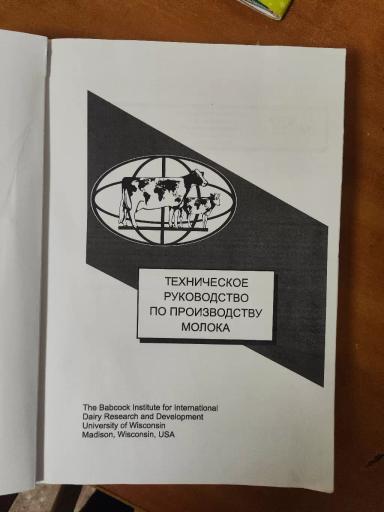 ТЕХНИЧЕСКОЕ
РУКОВОДСТВО
ПО ПРОИЗВОДСТВУ
МОЛОКА
The Babcock Institute for International
Dairy Research and Development
University of Wisconsin
Madison, Wisconsin, USA